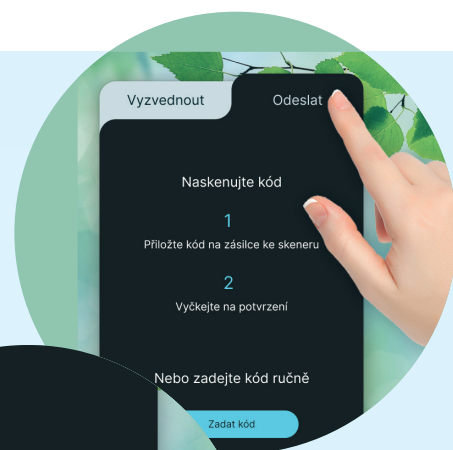 Vyzvednout
Odeslat
Naskenujte kód
1
Přiložte kód na zásilce ke skeneru
2
Vyčkejte na potvrzení
Nebo zadejte kód ručně
Zadat kód